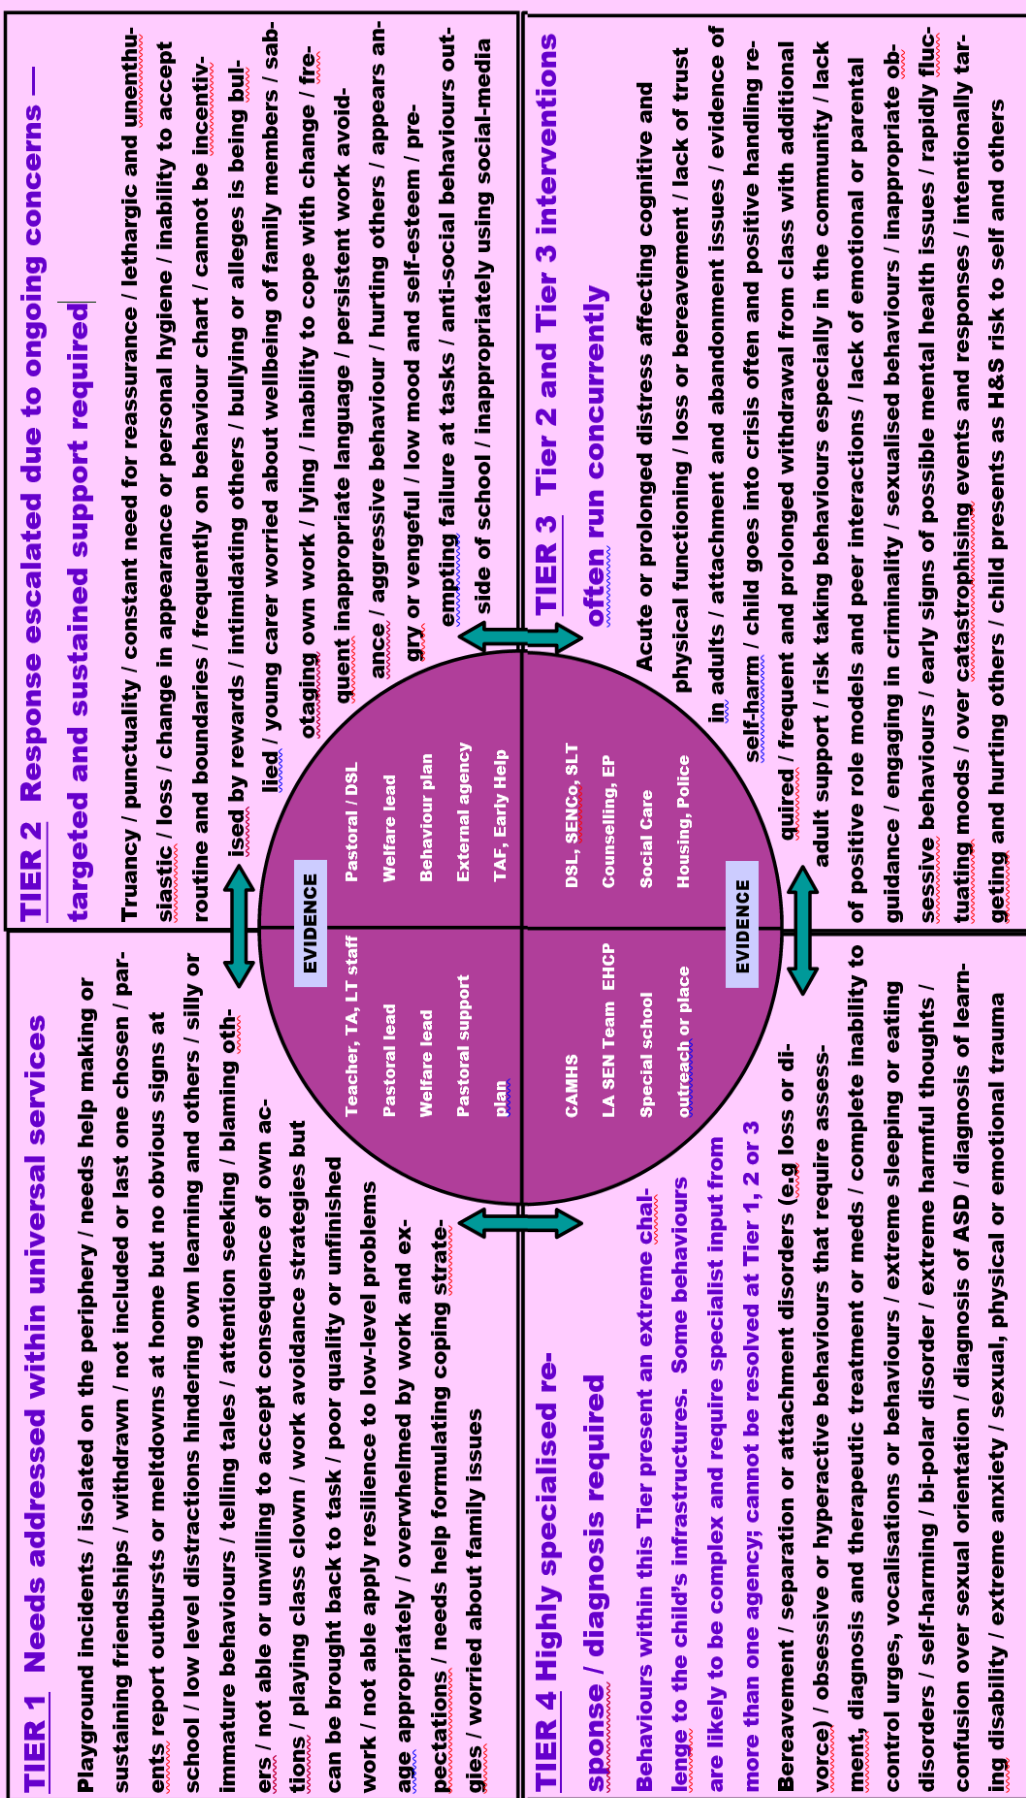 TIER 1  Needs addressed within universal services
Playground incidents / isolated on the periphery / needs help making or
sustaining friendships / withdrawn / not included or last one chosen / par-
ents report outbursts or meltdowns at home but no obvious signs at
school / low level distractions hindering own learning and others / silly or
immature behaviours / telling tales / attention seeking / blaming oth-
ers / not able or unwilling to accept consequence of own ac-
tions / playing class clown / work avoidance strategies but
can be brought back to task / poor quality or unfinished
work / not able apply resilience to low-level problems
age appropriately / overwhelmed by work and ex-
pectations / needs help formulating coping strate-
gies / worried about family issues
TIER 2  Response escalated due to ongoing concerns —
targeted and sustained support required
Truancy / punctuality / constant need for reassurance / lethargic and unenthu-
siastic / loss / change in appearance or personal hygiene / inability to accept
routine and boundaries / frequently on behaviour chart / cannot be incentiv-
ised by rewards / intimidating others / bullying or alleges is being bul-
lied / young carer worried about wellbeing of family members / sab-
otaging own work / lying / inability to cope with change / fre-
quent inappropriate language / persistent work avoid-
ance / aggressive behaviour / hurting others / appears an-
gry or vengeful / low mood and self-esteem / pre-
empting failure at tasks / anti-social behaviours out-
side of school / inappropriately using social-media
EVIDENCE
Teacher, TA, LT staff
Pastoral lead
Welfare lead
Pastoral support
plan
Pastoral / DSL
Welfare lead
Behaviour plan
External agency
TAF, Early Help
CAMHS
LA SEN Team  EHCP
Special school
outreach or place
DSL, SENCo, SLT
Counselling, EP
Social Care
Housing, Police
EVIDENCE
TIER 4 Highly specialised re-
sponse / diagnosis required
Behaviours within this Tier present an extreme chal-
lenge to the child's infrastructures.  Some behaviours
are likely to be complex and require specialist input from
more than one agency; cannot be resolved at Tier 1, 2 or 3
Bereavement / separation or attachment disorders (e.g loss or di-
vorce) / obsessive or hyperactive behaviours that require assess-
ment, diagnosis and therapeutic treatment or meds / complete inability to
control urges, vocalisations or behaviours / extreme sleeping or eating
disorders / self-harming / bi-polar disorder / extreme harmful thoughts /
confusion over sexual orientation / diagnosis of ASD / diagnosis of learn-
ing disability / extreme anxiety / sexual, physical or emotional trauma
TIER 3  Tier 2 and Tier 3 interventions
often run concurrently
Acute or prolonged distress affecting cognitive and
physical functioning / loss or bereavement / lack of trust
in adults / attachment and abandonment issues / evidence of
self-harm / child goes into crisis often and positive handling re-
quired / frequent and prolonged withdrawal from class with additional
adult support / risk taking behaviours especially in the community / lack
of positive role models and peer interactions / lack of emotional or parental
guidance / engaging in criminality / sexualised behaviours / inappropriate ob-
sessive behaviours / early signs of possible mental health issues / rapidly fluc-
tuating moods / over catastrophising events and responses / intentionally tar-
geting and hurting others / child presents as H&S risk to self and others